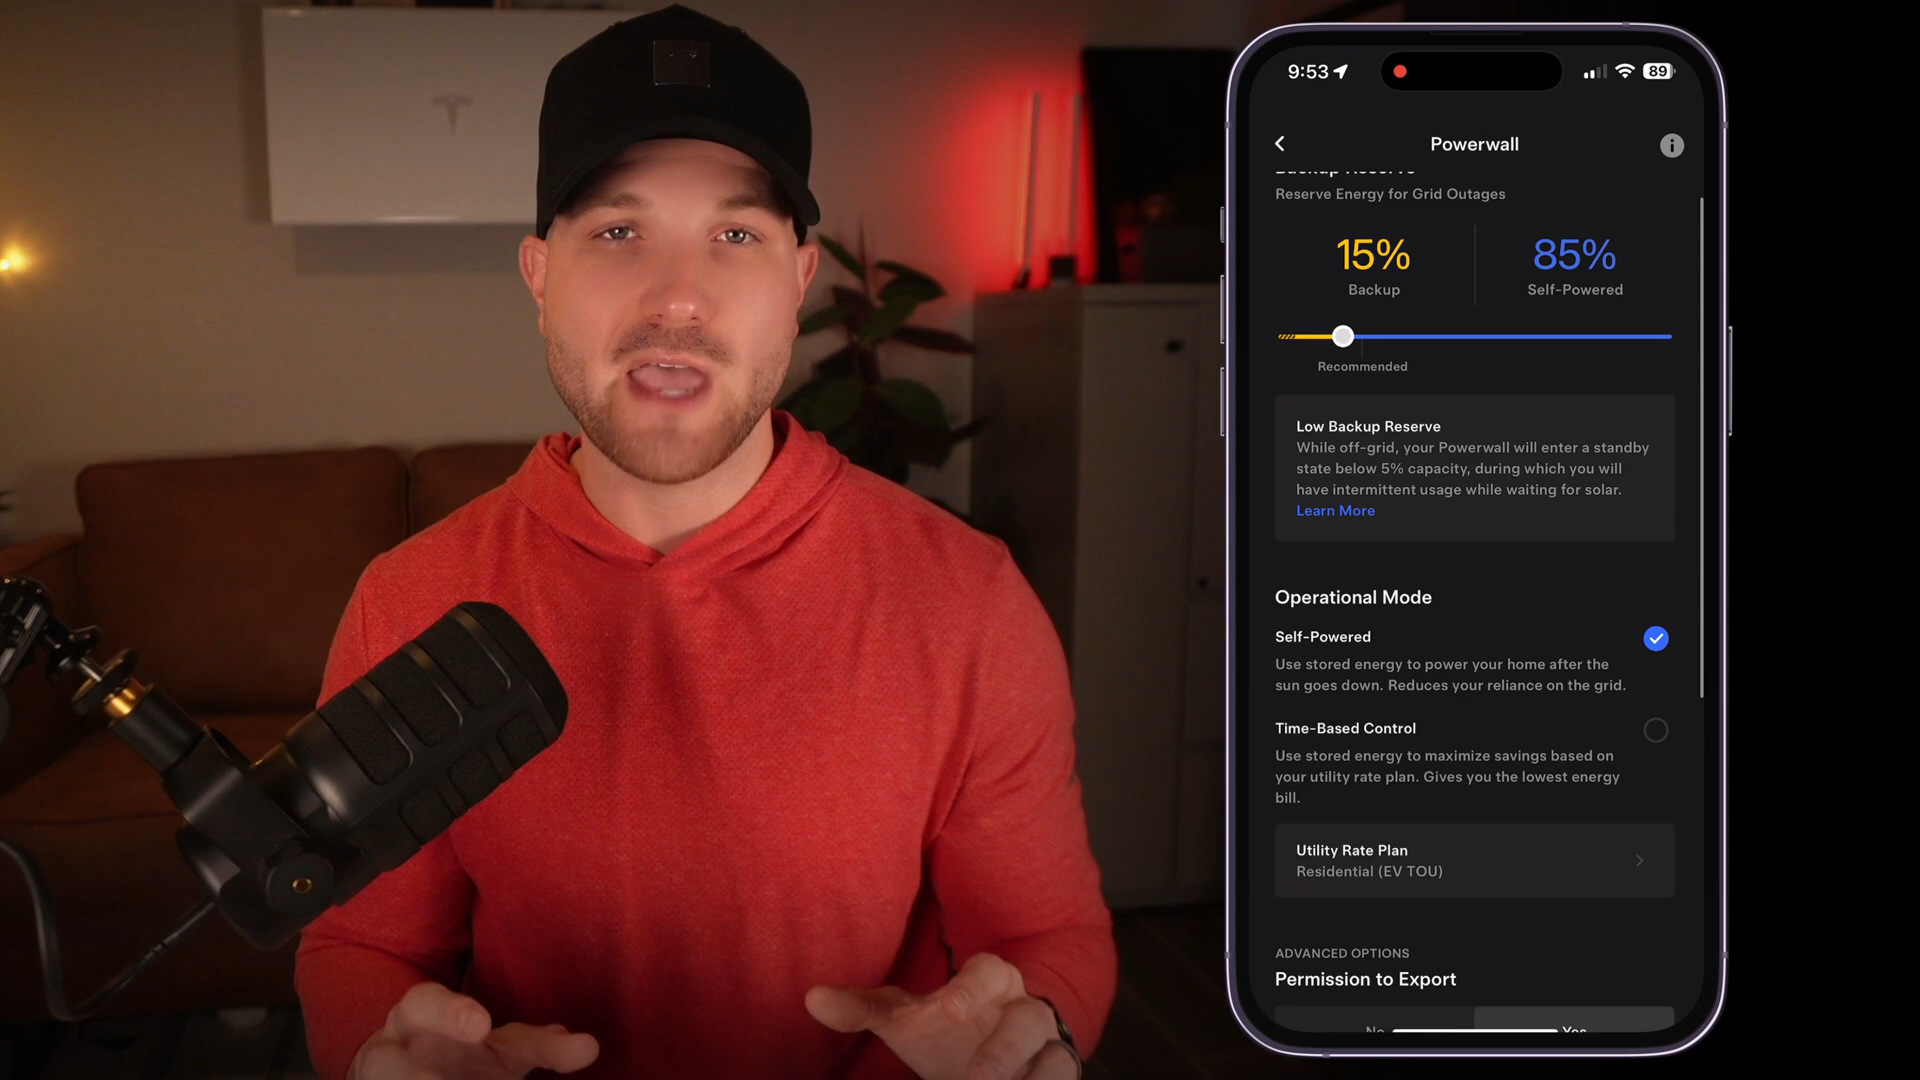 9:53
89
Powerwall
Backup Reserve
Reserve Energy for Grid Outages
15%
85%
Backup
Self-Powered
Recommended
Low Backup Reserve
While off-grid, your Powerwall will enter a standby
state below 5% capacity, during which you will
have intermittent usage while waiting for solar.
Learn More
Operational Mode
Self-Powered
Use stored energy to power your home after the
sun goes down. Reduces your reliance on the grid.
Time-Based Control
Use stored energy to maximize savings based on
your utility rate plan. Gives you the lowest energy
bill.
Utility Rate Plan
Residential (EV TOU)
ADVANCED OPTIONS
Permission to Export
No
Yes